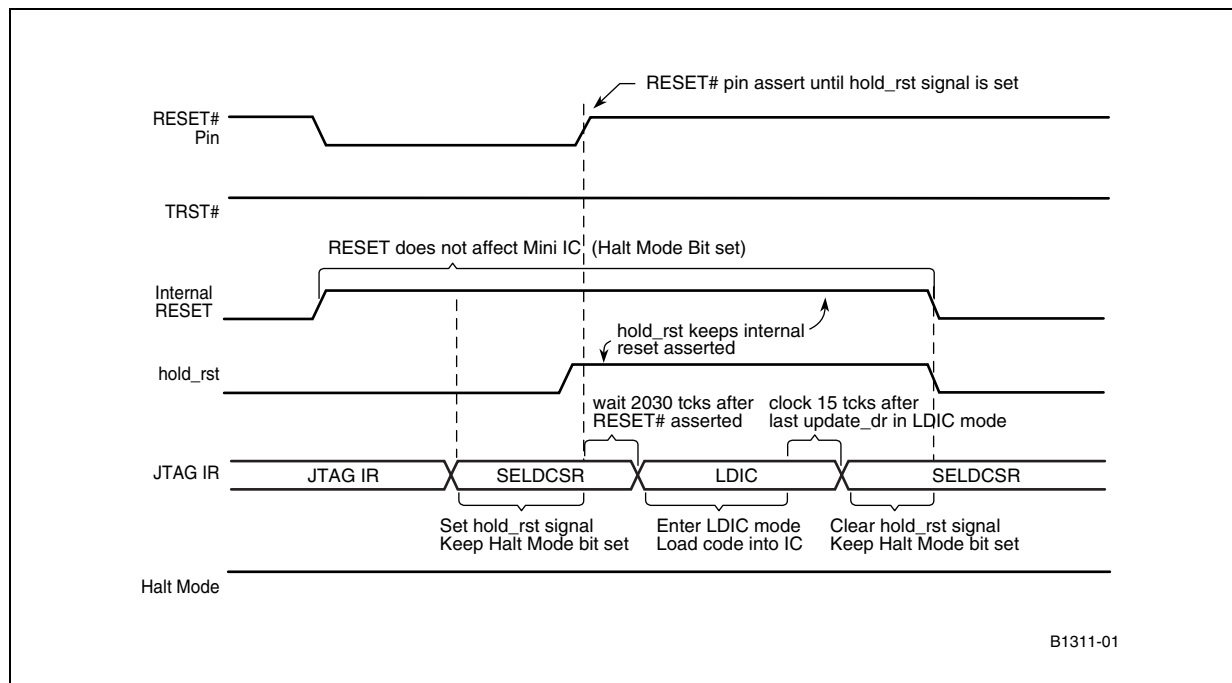 RESET# pin assert until hold_rst signal is set
RESET#
Pin
TRST#
RESET does not affect Mini IC (Halt Mode Bit set)
Internal
RESET
hold_rst keeps internal
reset asserted
hold_rst
wait 2030 tcks after
RESET# asserted
clock 15 tcks after
last update_dr in LDIC mode
JTAG IR
JTAG IR
SELDCSR
LDIC
SELDCSR
Set hold_rst signal
Keep Halt Mode bit set
Enter LDIC mode
Load code into IC
Clear hold_rst signal
Keep Halt Mode bit set
Halt Mode
B1311-01